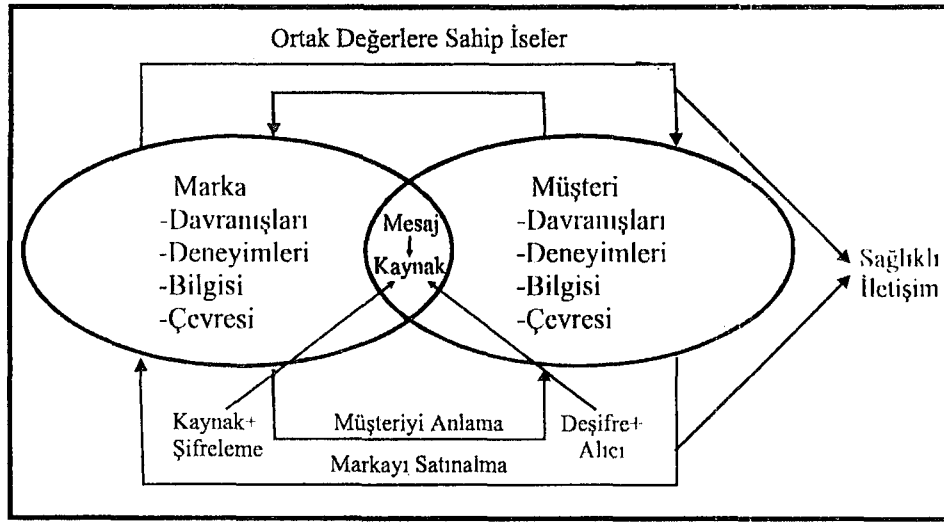 Ortak Değerlere Sahip İseler
Marka
-Davranışları
-Deneyimleri
-Bilgisi
-Çevresi
Mesaj
Kaynak
Müşteri
-Davranışları
-Deneyimleri
-Bilgisi
-Çevresi
Sağlıklı
İletişim
Kaynak+
Şifreleme
Müşteriyi Anlama
Deşifre+
Alıcı
Markayı Satınalma